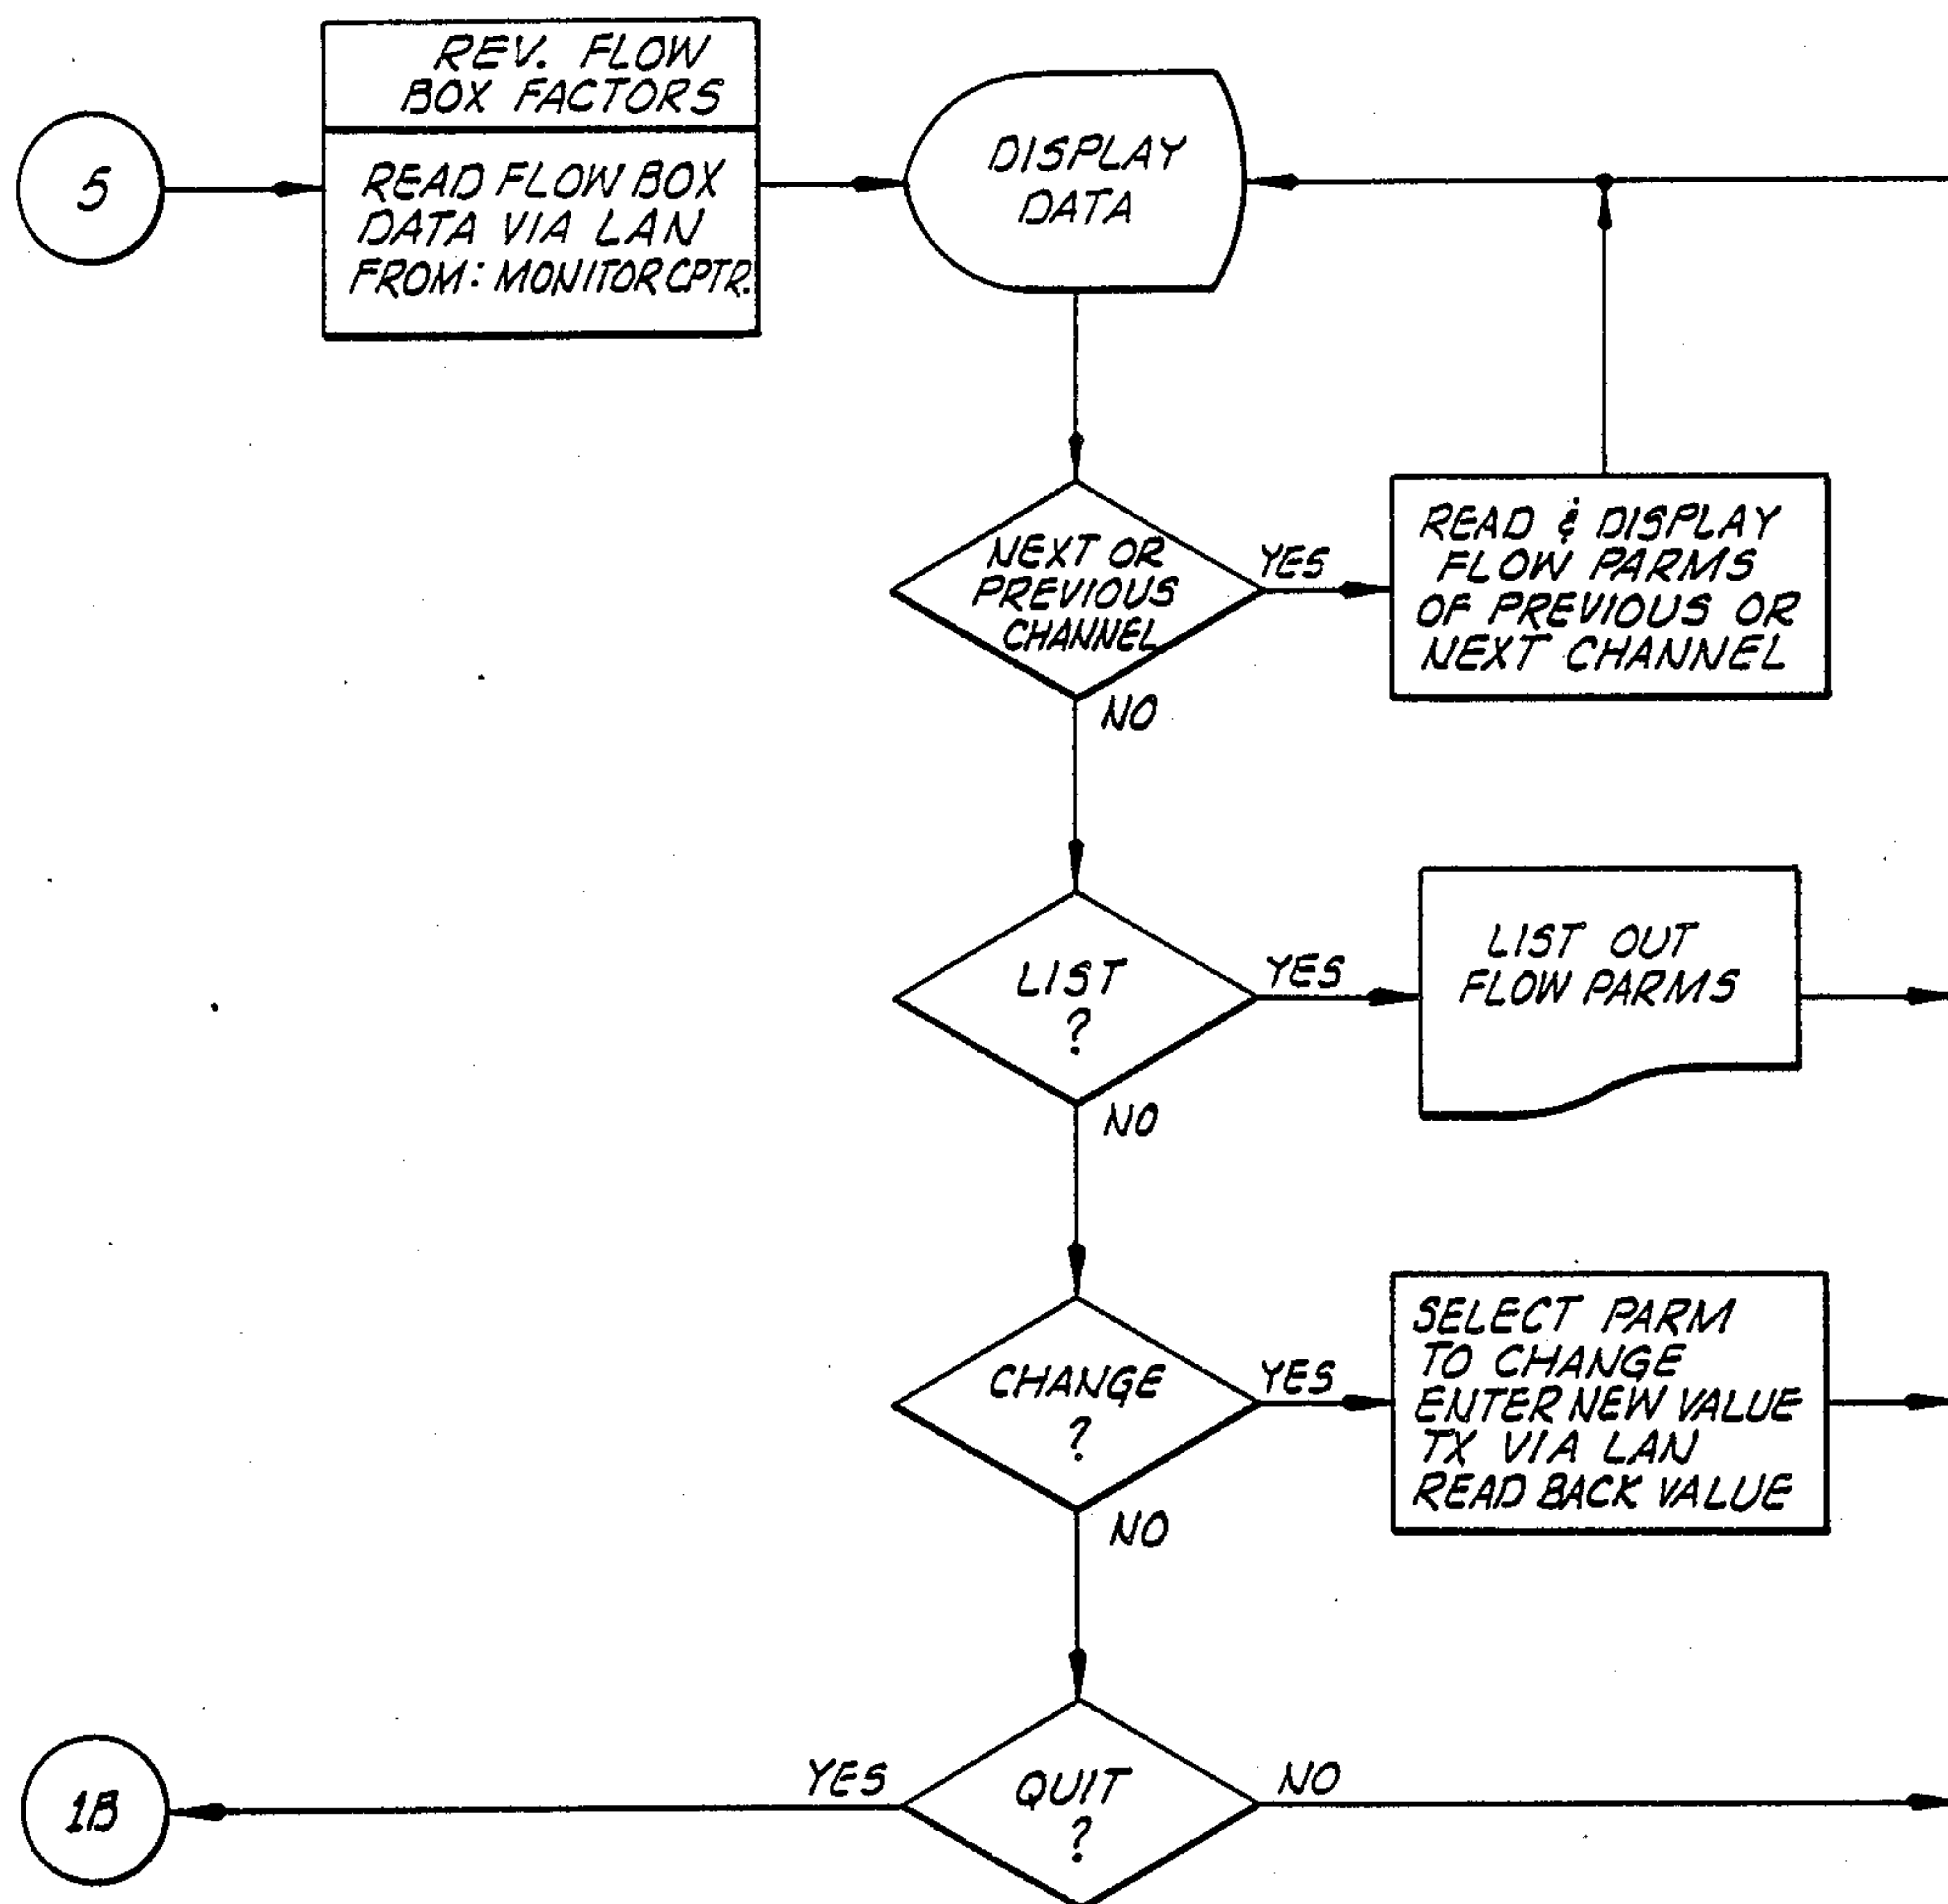 REV. FLOW
BOX FACTORS
5
READ FLOW BOX
DATA VIA LAN
FROM: MONITOR CPTR.
DISPLAY
DATA
NEXT OR
PREVIOUS
CHANNEL
YES
NO
READ & DISPLAY
FLOW PARMS
OF PREVIOUS OR
NEXT CHANNEL
LIST
?
YES
NO
LIST OUT
FLOW PARMS
CHANGE
?
YES
NO
SELECT PARM
TO CHANGE
ENTER NEW VALUE
TX VIA LAN
READ BACK VALUE
QUIT
?
YES
NO
1B